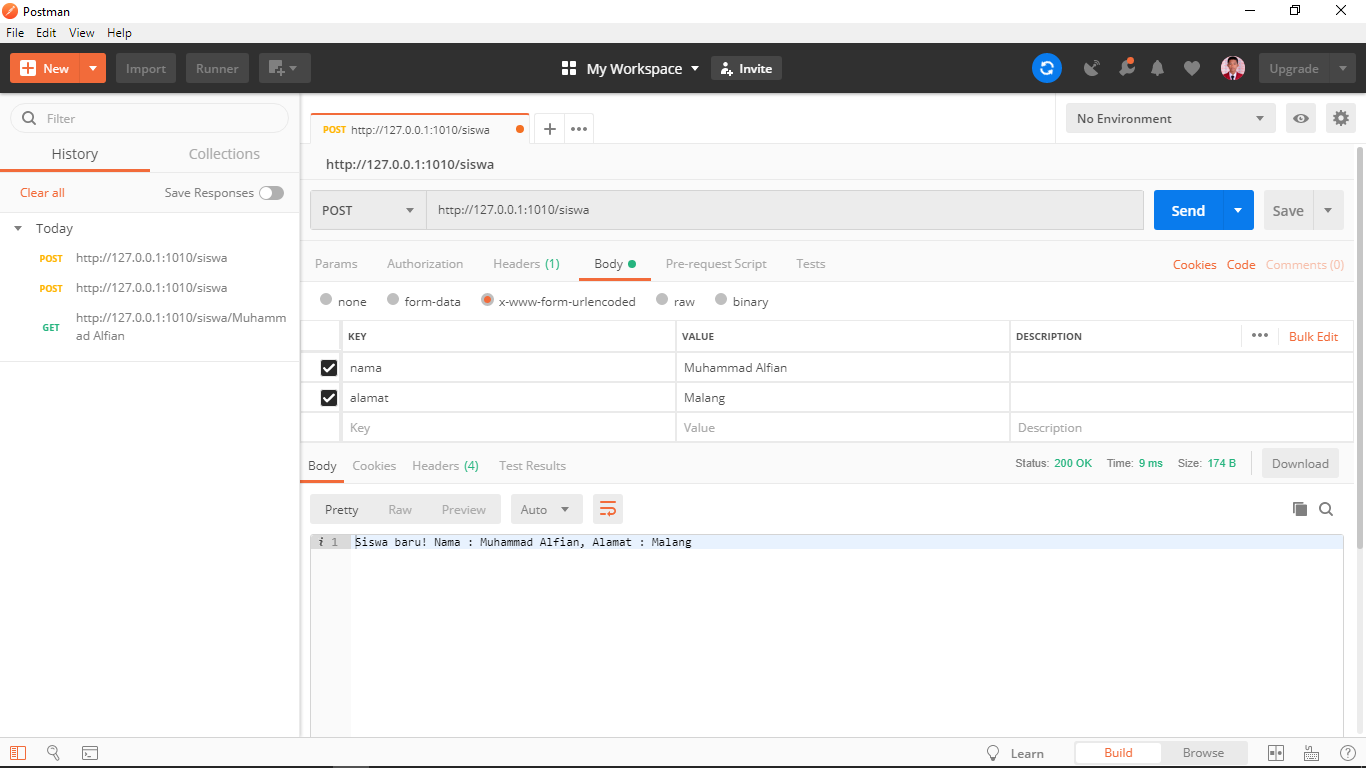 Postman
File Edit View Help
New Import Runner My Workspace Invite Upgrade
Filter
History Collections
Clear all Save Responses
Today
POST http://127.0.0.1:1010/siswa
POST http://127.0.0.1:1010/siswa
GET http://127.0.0.1:1010/siswa/Muhamm
ad Alfian
POST http://127.0.0.1:1010/siswa
No Environment
http://127.0.0.1:1010/siswa
POST http://127.0.0.1:1010/siswa Send Save
Params Authorization Headers (1) Body Pre-request Script Tests Cookies Code Comments (0)
none form-data x-www-form-urlencoded raw binary
KEY VALUE DESCRIPTION Bulk Edit
nama Muhammad Alfian
alamat Malang
Key Value Description
Body Cookies Headers (4) Test Results Status: 200 OK Time: 9 ms Size: 174 B Download
Pretty Raw Preview Auto
i 1 Siswa baru! Nama : Muhammad Alfian, Alamat : Malang
Learn Build Browse